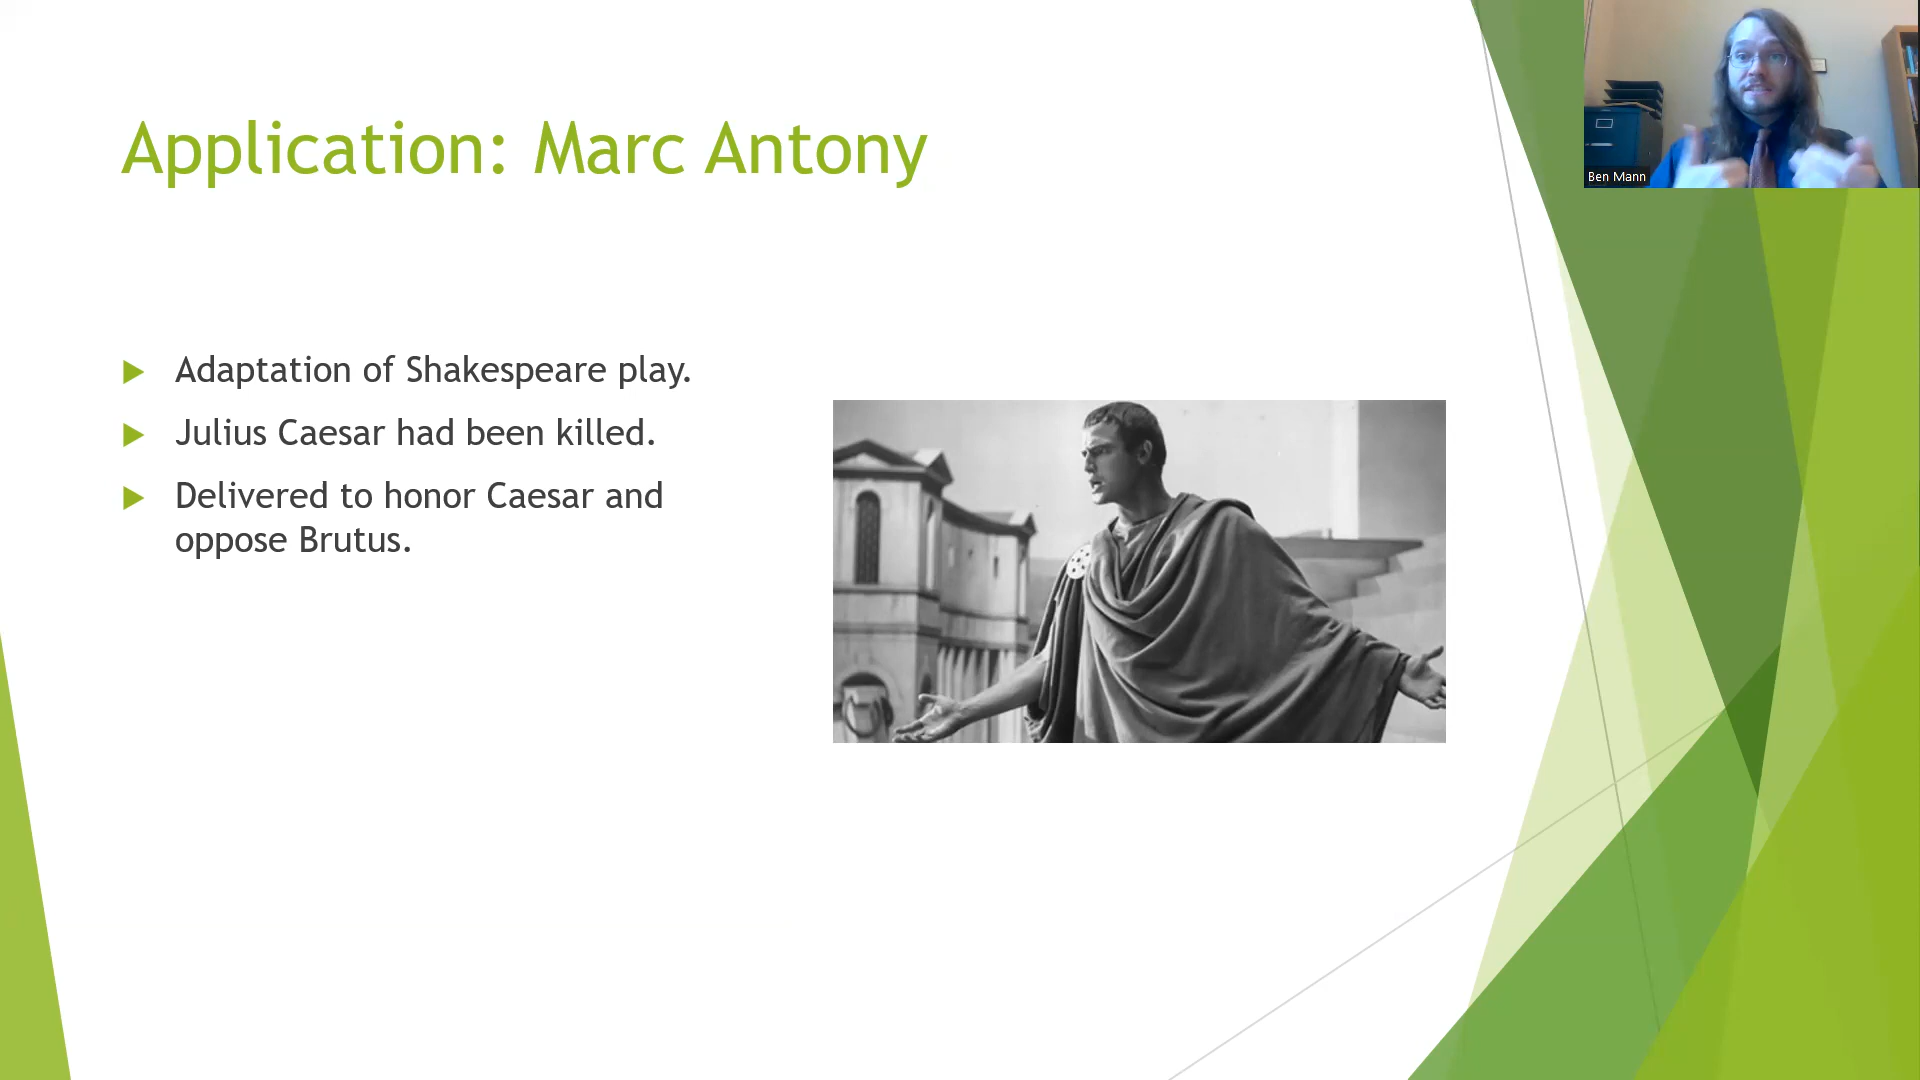 Application: Marc Antony
Adaptation of Shakespeare play.
Julius Caesar had been killed.
Delivered to honor Caesar and
oppose Brutus.
Ben Mann